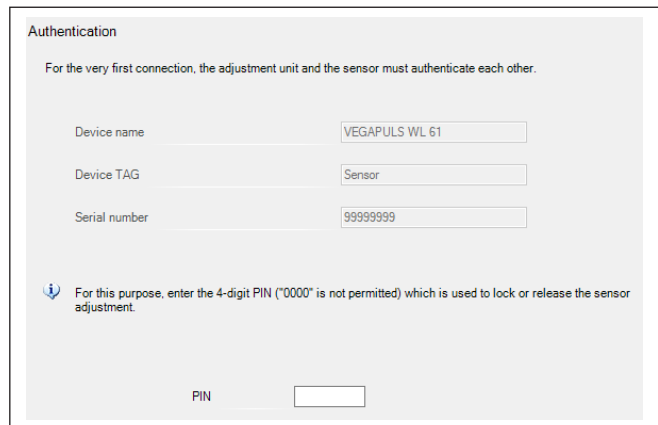 Authentication
For the very first connection, the adjustment unit and the sensor must authenticate each other.
Device name VEGAPULS WL 61
Device TAG Sensor
Serial number 99999999
For this purpose, enter the 4-digit PIN ("0000" is not permitted) which is used to lock or release the sensor
adjustment.
PIN